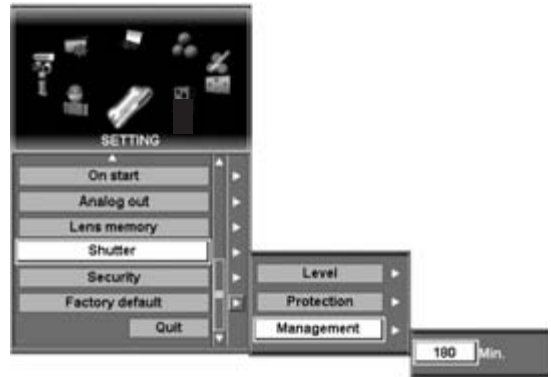 SETTING
On start
Analog out
Lens memory
Shutter
Security
Factory default
Quit
Level
Protection
Management
180 Min.